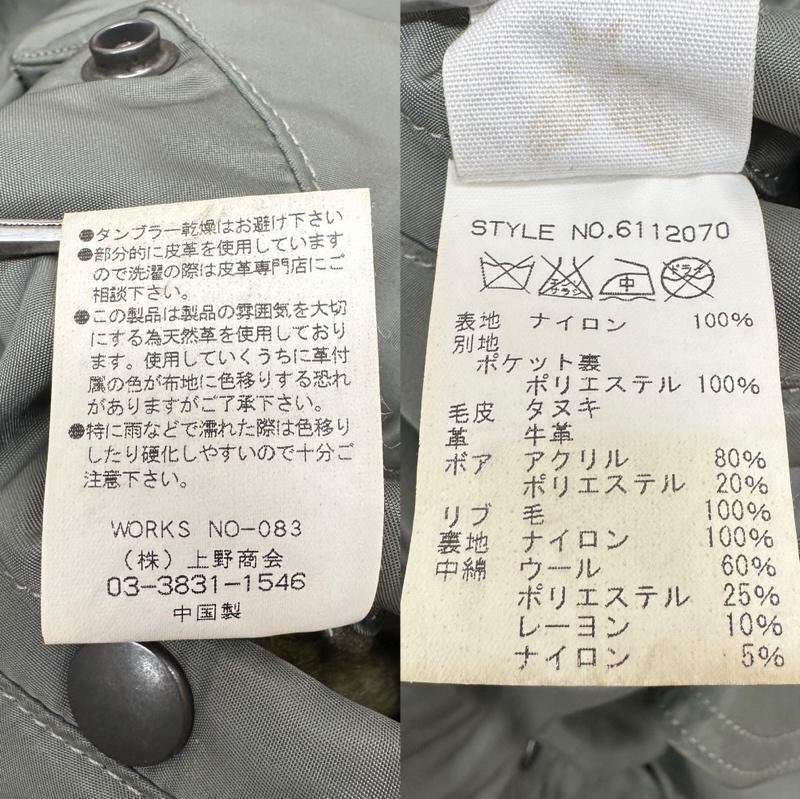 ●タンブラー乾燥はお避け下さい
●部分的に皮革を使用しています
ので洗濯の際は皮革専門店にご
相談下さい。
●この製品は製品の雰囲気を大切
にする為天然革を使用しており
ます。使用していくうちに革付
属の色が布地に色移りする恐れ
がありますがご了承下さい。
●特に雨などで濡れた際は色移り
したり硬化しやすいので十分ご
注意下さい。
WORKS NO-083
(株)上野商会
03-3831-1546
中国製
STYLE NO.6112070
エンソサラシ 中 ドライ
表地 ナイロン 100%
別地
ポケット裏
ポリエステル 100%
毛皮 タヌキ
革 牛革
ボア アクリル 80%
ポリエステル 20%
リブ 毛 100%
裏地 ナイロン 100%
中綿 ウール 60%
ポリエステル 25%
レーヨン 10%
ナイロン 5%